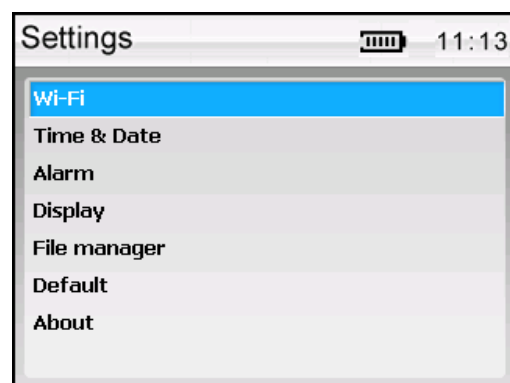 Settings 11:13
Wi-Fi
Time & Date
Alarm
Display
File manager
Default
About